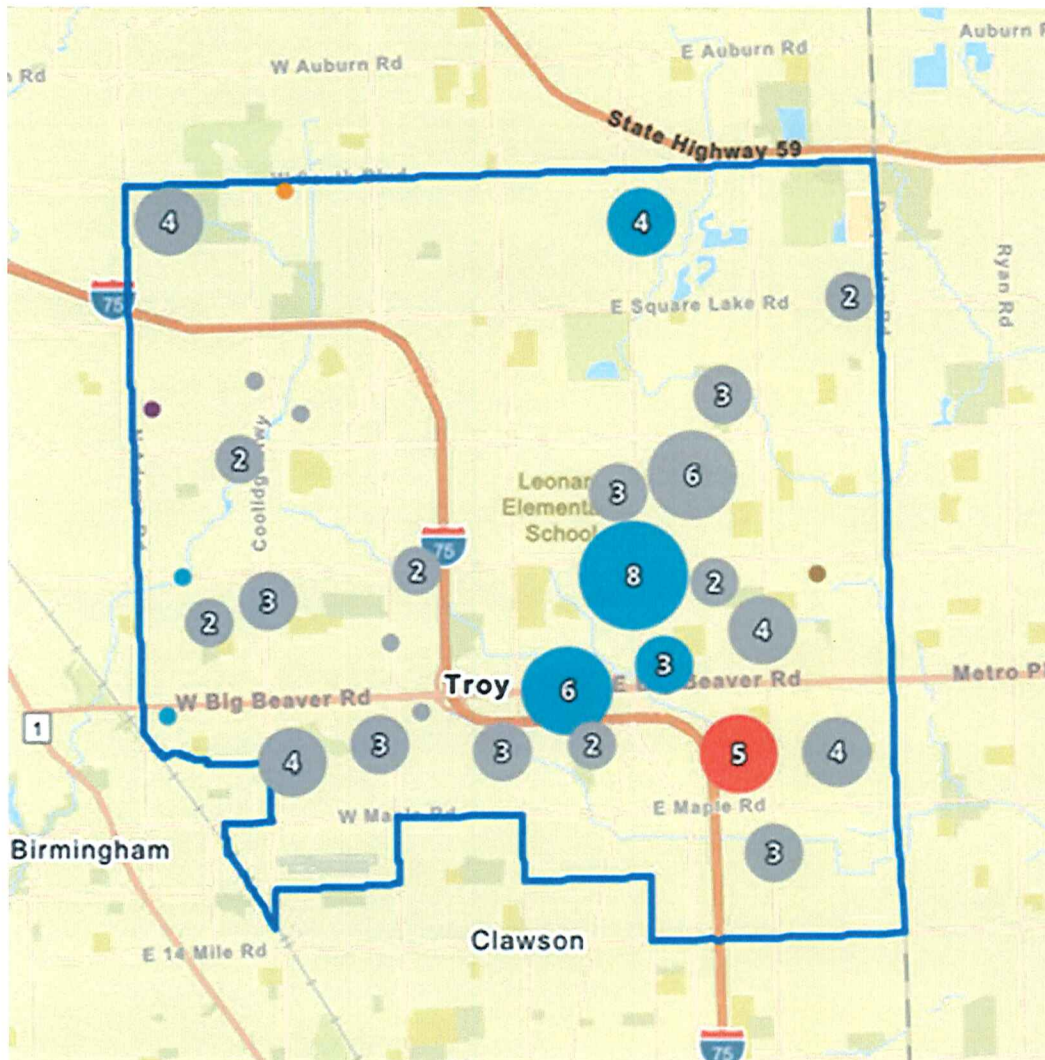 E Auburn Rd
Auburn
W Auburn Rd
n Rd
State Highway 59
4
4
75
2
E Square Lake Rd
Ryan Rd
3
2
Coolidge
6
3
Leonar
Elementa
School
75
2
8
2
3
2
4
3
Troy
6
Beaver Rd
Metro P
W Big Beaver Rd
1
4
3
3
2
5
4
W Ma
Rd
E Maple Rd
Birmingham
3
Clawson
E 14 Mile Rd
75